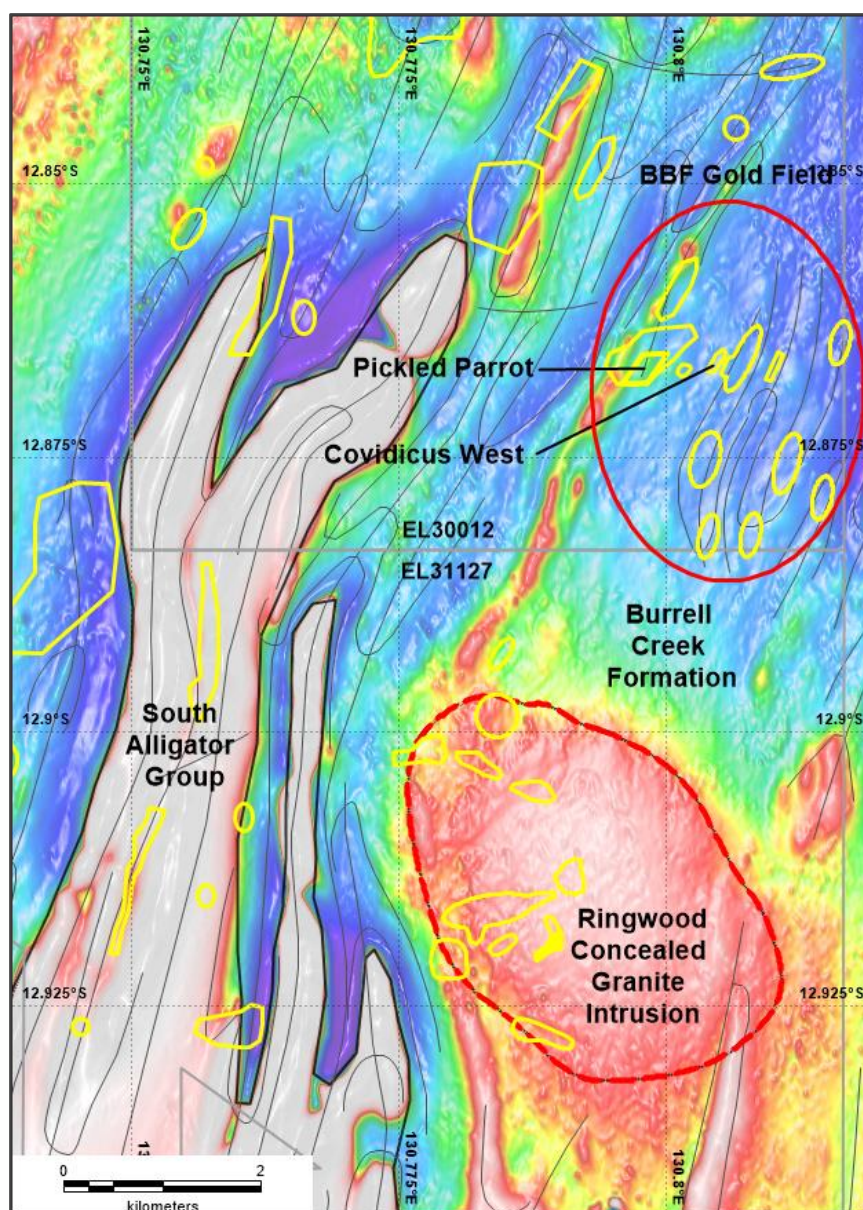 130.75°E
130.775°E
130.8°E
12.85°S
12.85°S
BBF Gold Field
Pickled Parrot
Covidicus West
12.875°S
12.875°S
EL30012
EL31127
Burrell
Creek
Formation
12.9°S
12.9°S
South
Alligator
Group
Ringwood
Concealed
Granite
Intrusion
12.925°S
12.925°S
130.775°E
130.8°E
0 2
kilometers